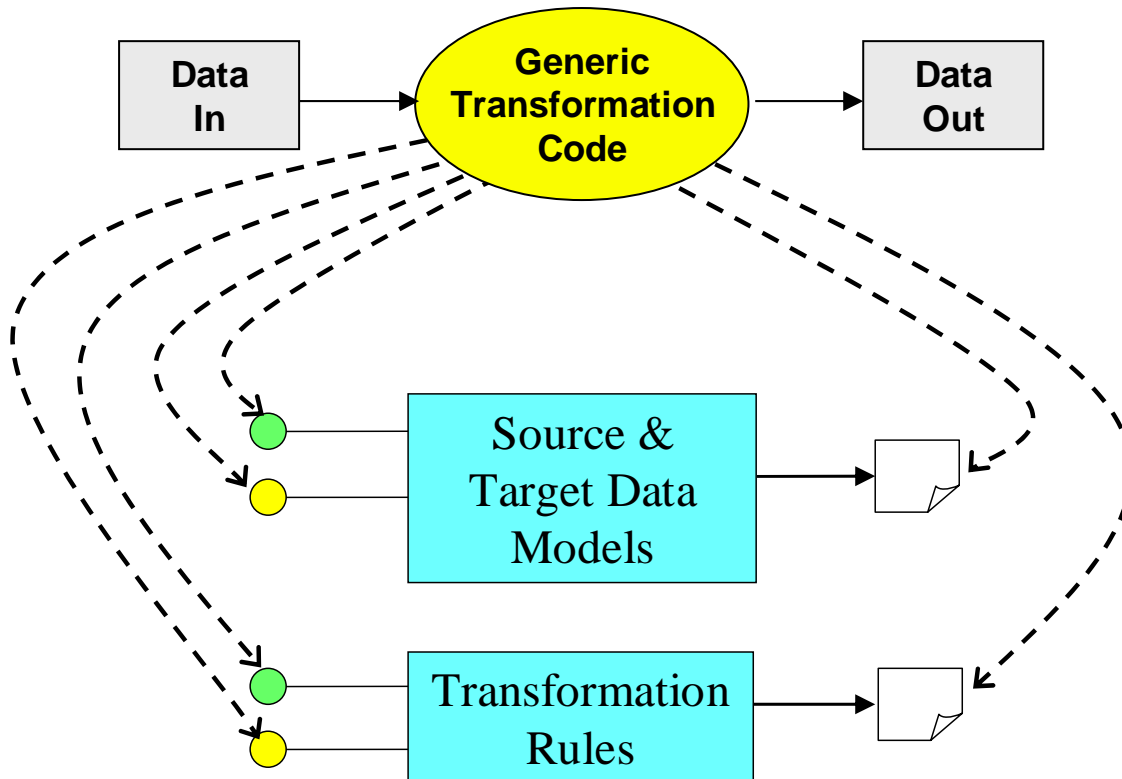 Data
In
Generic
Transformation
Code
Data
Out
Source &
Target Data
Models
Transformation
Rules